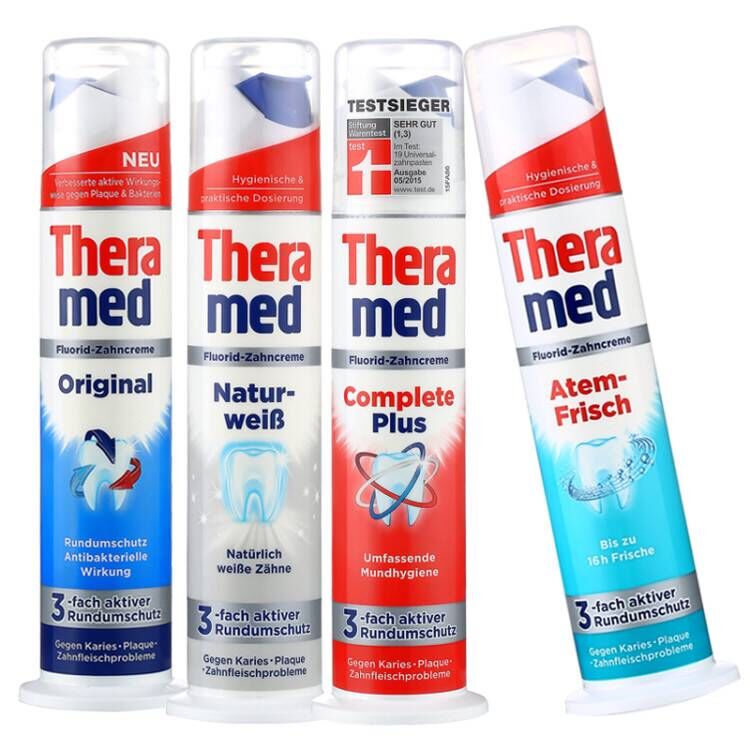 NEU
Verbesserte aktive Wirkungs-
weise gegen Plaque & Bakterien
Thera
med
Fluorid-Zahncreme
Original
Rundumschutz
Antibakterielle
Wirkung
3-fach aktiver
Rundumschutz
Gegen Karies • Plaque •
Zahnfleischprobleme
Hygienische &
praktische Dosierung
Thera
med
Fluorid-Zahncreme
Natur-
weiß
Natürlich
weiße Zähne
3-fach aktiver
Rundumschutz
Gegen Karies • Plaque
• Zahnfleischprobleme
TESTSIEGER
Stiftung
Warentest
test
1
SEHR GUT
(1,3)
Im Test:
19 Universal-
zahnpasten
Ausgabe
05/2015
www.test.de
15FA86
Thera
med
Fluorid-Zahncreme
Complete
Plus
Umfassende
Mundhygiene
3-fach aktiver
Rundumschutz
Gegen Karies • Plaque •
Zahnfleischprobleme
Hygienische &
praktische Dosierung
Thera
med
Fluorid-Zahncreme
Atem-
Frisch
Bis zu
16h Frische
3-fach aktiver
Rundumschutz
Gegen Karies • Plaque
• Zahnfleischprobleme